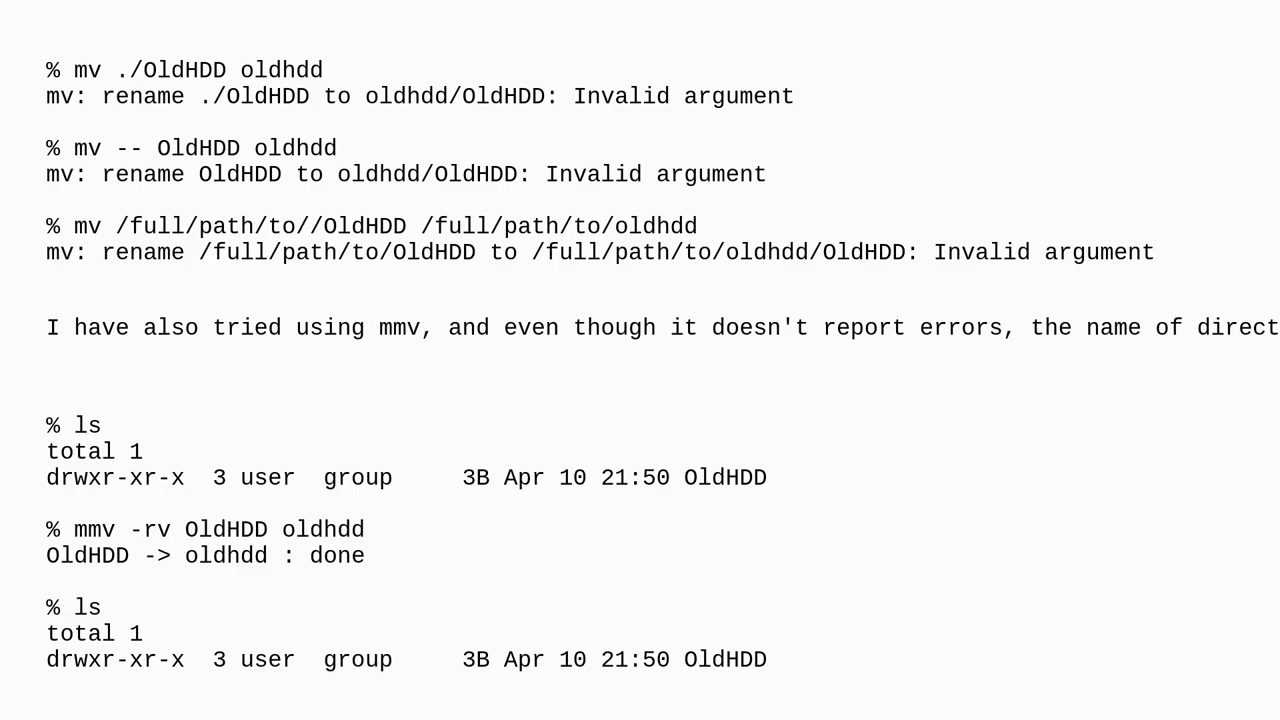 % mv ./OldHDD oldhdd
mv: rename ./OldHDD to oldhdd/OldHDD: Invalid argument
% mv -- OldHDD oldhdd
mv: rename OldHDD to oldhdd/OldHDD: Invalid argument
% mv /full/path/to//OldHDD /full/path/to/oldhdd
mv: rename /full/path/to/OldHDD to /full/path/to/oldhdd/OldHDD: Invalid argument
I have also tried using mmv, and even though it doesn't report errors, the name of direct
% ls
total 1
drwxr-xr-x  3 user  group     3B Apr 10 21:50 OldHDD
% mmv -rv OldHDD oldhdd
OldHDD -> oldhdd : done
% ls
total 1
drwxr-xr-x  3 user  group     3B Apr 10 21:50 OldHDD